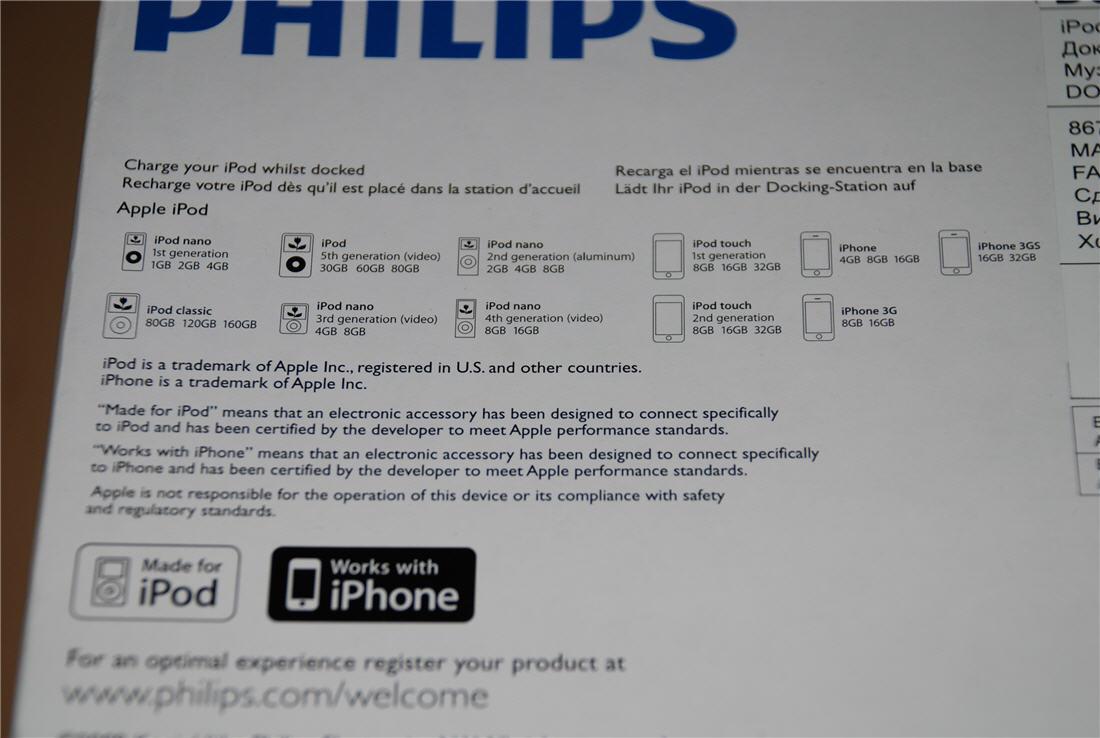 PHILIPS
Charge your iPod whilst docked
Recharge votre iPod dès qu'il est placé dans la station d'accueil
Recarga el iPod mientras se encuentra en la base
Lädt Ihr iPod in der Docking-Station auf
Apple iPod
iPod nano
1st generation
1GB 2GB 4GB
iPod
5th generation (video)
30GB 60GB 80GB
iPod nano
2nd generation (aluminum)
2GB 4GB 8GB
iPod touch
1st generation
8GB 16GB 32GB
iPhone
4GB 8GB 16GB
iPhone 3GS
16GB 32GB
iPod classic
80GB 120GB 160GB
iPod nano
3rd generation (video)
4GB 8GB
iPod nano
4th generation (video)
8GB 16GB
iPod touch
2nd generation
8GB 16GB 32GB
iPhone 3G
8GB 16GB
iPod is a trademark of Apple Inc., registered in U.S. and other countries.
iPhone is a trademark of Apple Inc.
“Made for iPod” means that an electronic accessory has been designed to connect specifically
to iPod and has been certified by the developer to meet Apple performance standards.
“Works with iPhone” means that an electronic accessory has been designed to connect specifically
to iPhone and has been certified by the developer to meet Apple performance standards.
Apple is not responsible for the operation of this device or its compliance with safety
and regulatory standards.
Made for
iPod
Works with
iPhone
For an optimal experience register your product at
www.philips.com/welcome
DO
867
MA
FA